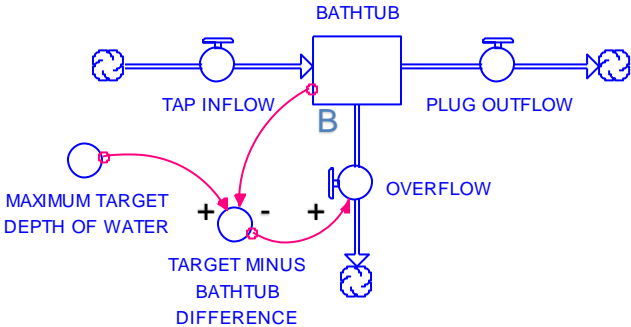 BATHTUB
TAP INFLOW
PLUG OUTFLOW
B
OVERFLOW
MAXIMUM TARGET
DEPTH OF WATER
+ - +
TARGET MINUS
BATHTUB
DIFFERENCE